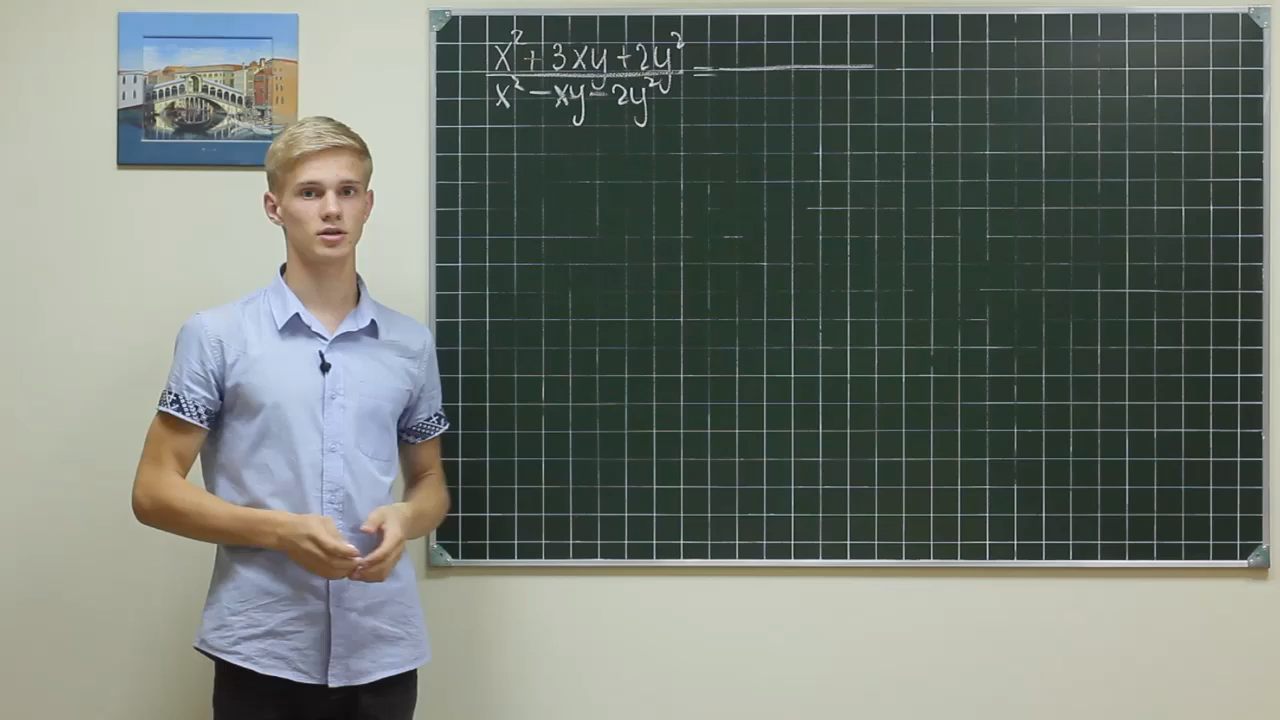 x² + 3xy + 2y² =
x² - xy - 2y²